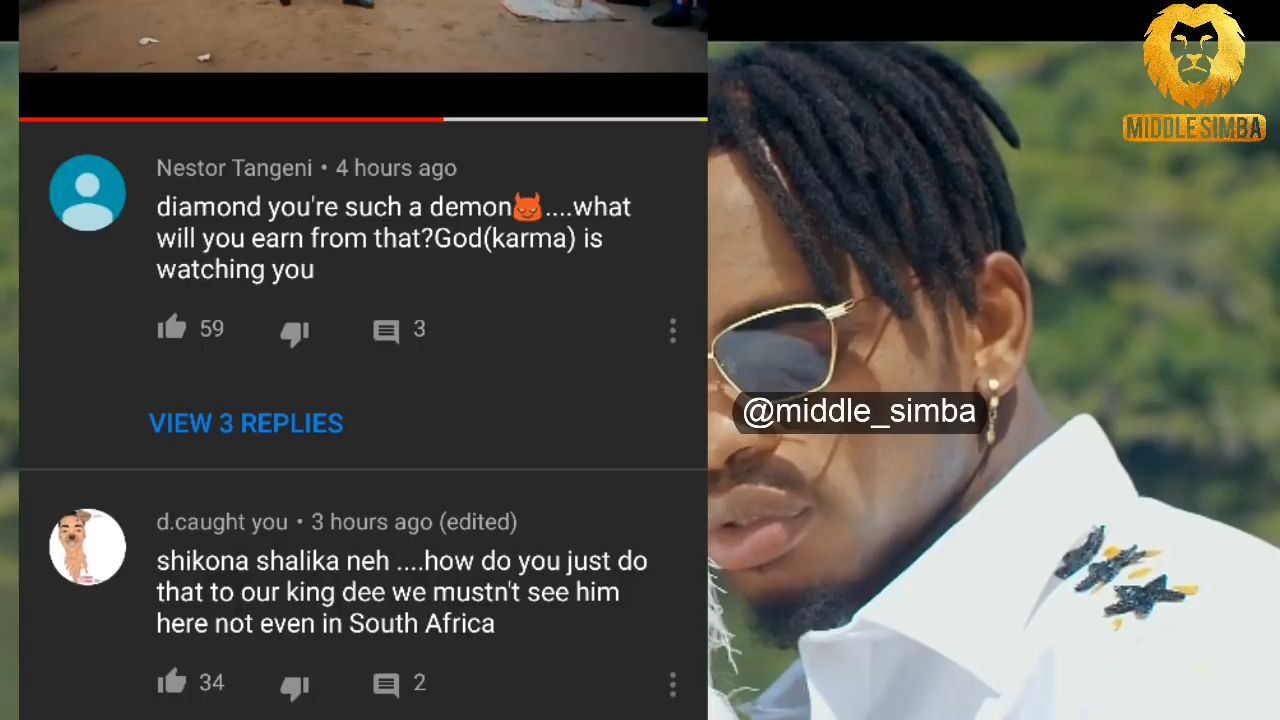 MIDDLE SIMBA
Nestor Tangeni • 4 hours ago
diamond you're such a demon👿....what
will you earn from that?God(karma) is
watching you
59
3
VIEW 3 REPLIES
@middle_simba
d.caught you • 3 hours ago (edited)
shikona shalika neh ....how do you just do
that to our king dee we mustn't see him
here not even in South Africa
34
2